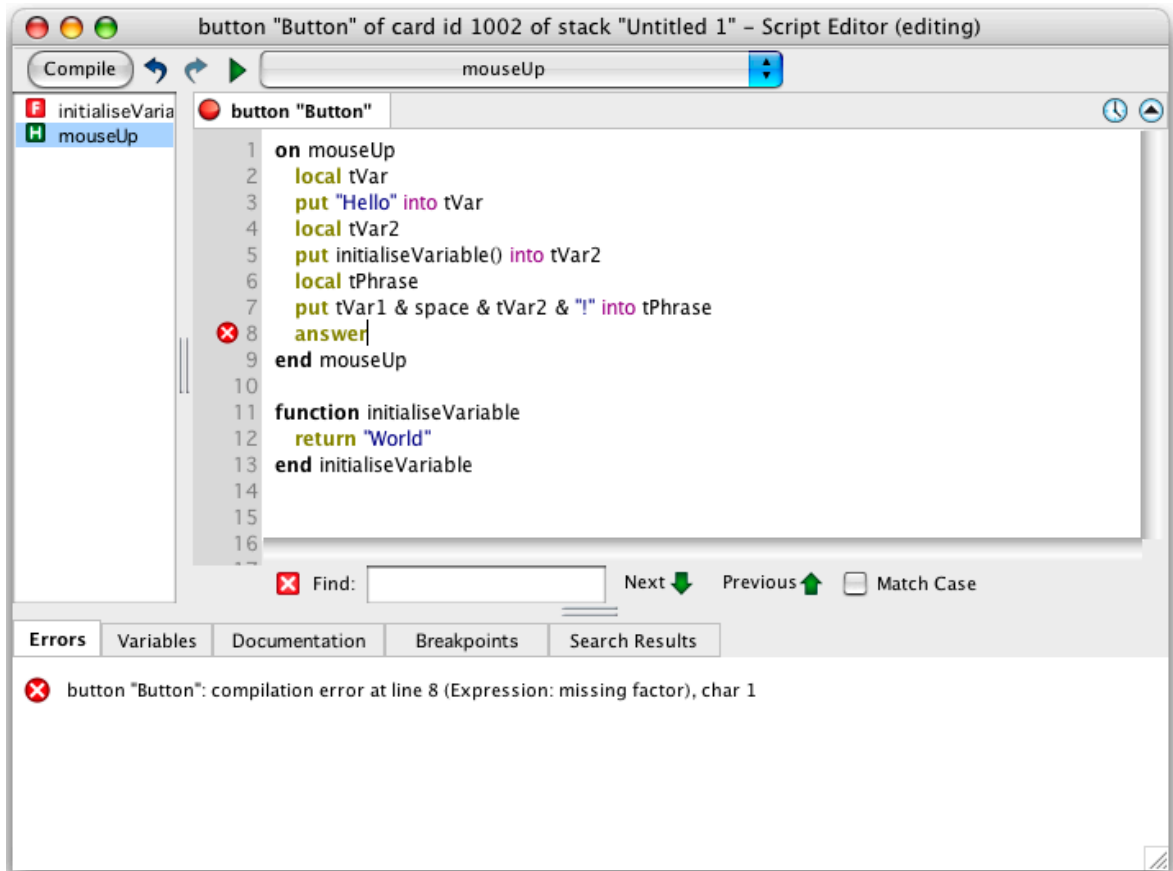 button "Button" of card id 1002 of stack "Untitled 1" – Script Editor (editing)
Compile
mouseUp
F initialiseVaria
H mouseUp
button "Button"
1 on mouseUp
2 local tVar
3 put "Hello" into tVar
4 local tVar2
5 put initialiseVariable() into tVar2
6 local tPhrase
7 put tVar1 & space & tVar2 & "!" into tPhrase
8 answer
9 end mouseUp
10
11 function initialiseVariable
12 return "World"
13 end initialiseVariable
14
15
16
Find: Next Previous Match Case
Errors Variables Documentation Breakpoints Search Results
button "Button": compilation error at line 8 (Expression: missing factor), char 1